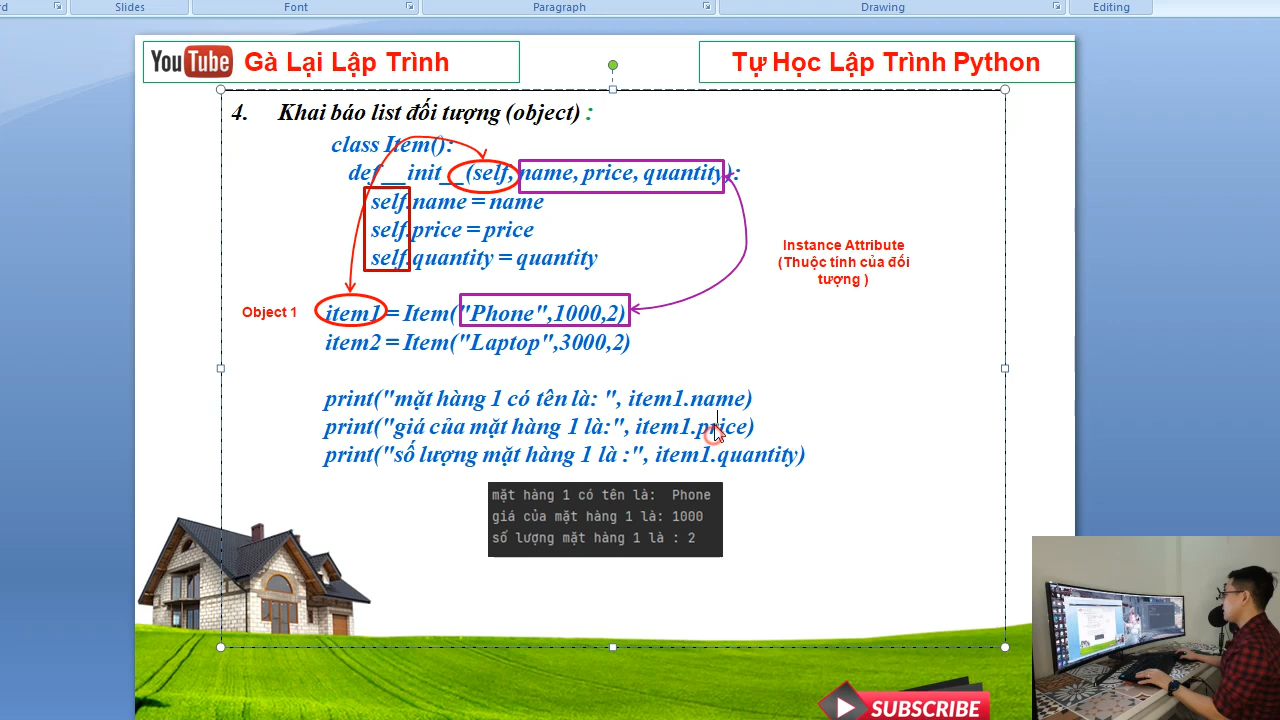 Slides
Font
Paragraph
Drawing
Editing
YouTube Gà Lại Lập Trình
Tự Học Lập Trình Python
4. Khai báo list đối tượng (object) :
class Item():
def __init__(self, name, price, quantity):
self.name = name
self.price = price
self.quantity = quantity
Instance Attribute
(Thuộc tính của đối
tượng )
Object 1
item1 = Item("Phone",1000,2)
item2 = Item("Laptop",3000,2)
print("mặt hàng 1 có tên là: ", item1.name)
print("giá của mặt hàng 1 là:", item1.price)
print("số lượng mặt hàng 1 là :", item1.quantity)
mặt hàng 1 có tên là:  Phone
giá của mặt hàng 1 là: 1000
số lượng mặt hàng 1 là : 2
SUBSCRIBE